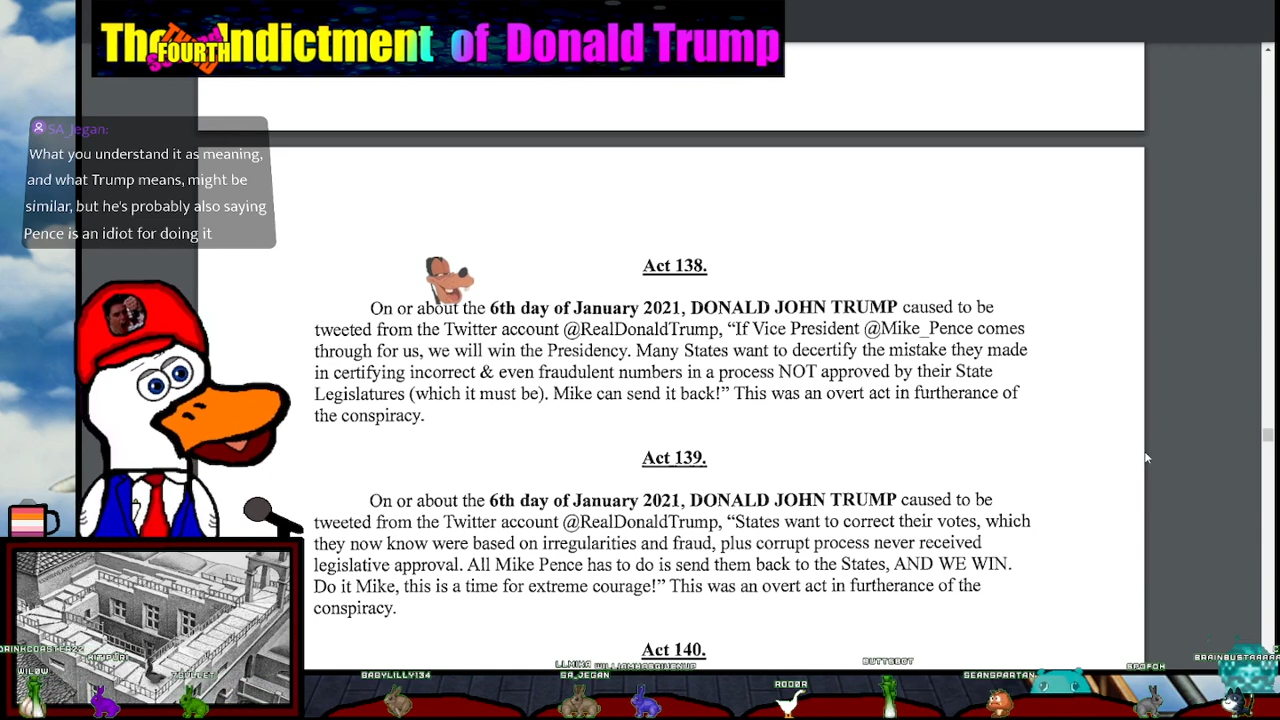 The FOURTH Indictment of Donald Trump
SA_Jegan:
What you understand it as meaning,
and what Trump means, might be
similar, but he's probably also saying
Pence is an idiot for doing it
Act 138.
On or about the 6th day of January 2021, DONALD JOHN TRUMP caused to be
tweeted from the Twitter account @RealDonaldTrump, “If Vice President @Mike_Pence comes
through for us, we will win the Presidency. Many States want to decertify the mistake they made
in certifying incorrect & even fraudulent numbers in a process NOT approved by their State
Legislatures (which it must be). Mike can send it back!” This was an overt act in furtherance of
the conspiracy.
Act 139.
On or about the 6th day of January 2021, DONALD JOHN TRUMP caused to be
tweeted from the Twitter account @RealDonaldTrump, “States want to correct their votes, which
they now know were based on irregularities and fraud, plus corrupt process never received
legislative approval. All Mike Pence has to do is send them back to the States, AND WE WIN.
Do it Mike, this is a time for extreme courage!” This was an overt act in furtherance of the
conspiracy.
Act 140.
DRINKCOASTER22
WILOW
KITIPURI
7BULLET1
BABYLILLY134
LLMIKA
WILLIAMHASGIVENUP
SA_JEGAN
ROOOR
BUTTSBOT
SEANSPARTAN
BPOFCH